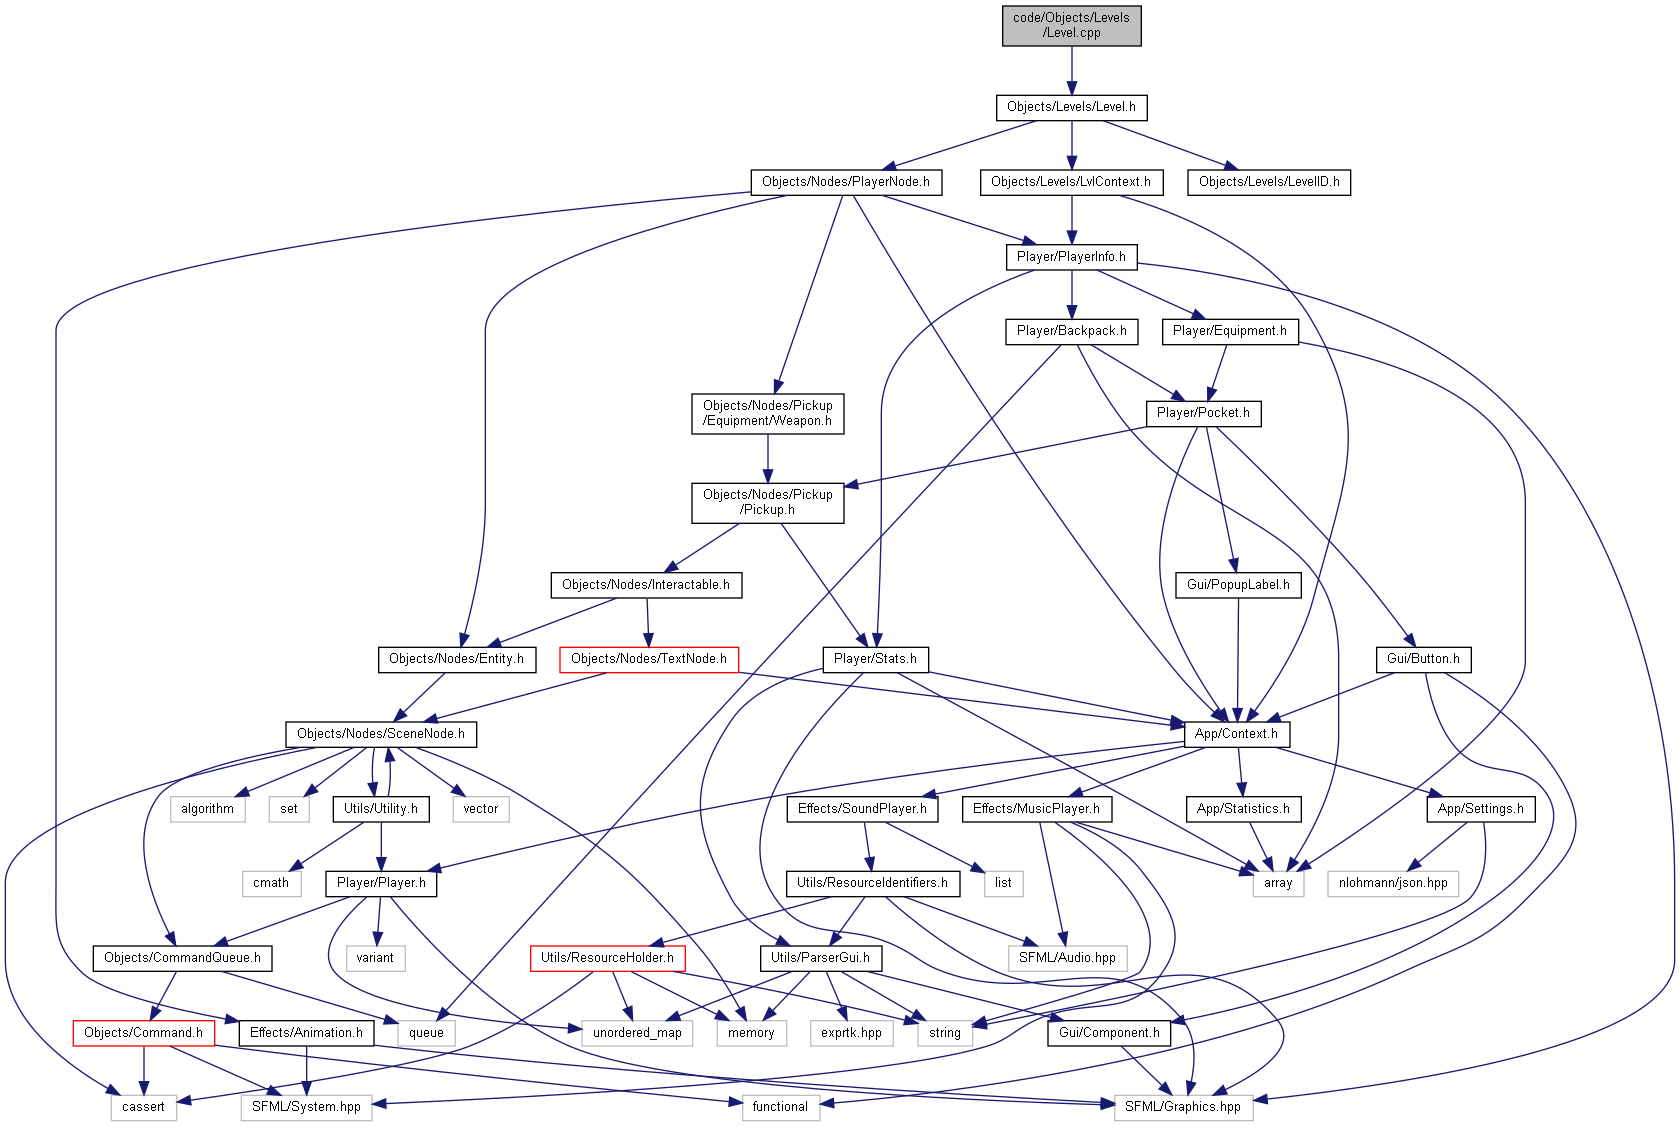 code/Objects/Levels
/Level.cpp
Objects/Levels/Level.h
Objects/Nodes/PlayerNode.h
Objects/Levels/LvlContext.h
Objects/Levels/LevelID.h
Player/PlayerInfo.h
Player/Backpack.h
Player/Equipment.h
Objects/Nodes/Pickup
/Equipment/Weapon.h
Player/Pocket.h
Objects/Nodes/Pickup
/Pickup.h
Objects/Nodes/Interactable.h
Gui/PopupLabel.h
Objects/Nodes/Entity.h
Objects/Nodes/TextNode.h
Player/Stats.h
Gui/Button.h
Objects/Nodes/SceneNode.h
App/Context.h
algorithm
set
Utils/Utility.h
vector
Effects/SoundPlayer.h
Effects/MusicPlayer.h
App/Statistics.h
App/Settings.h
cmath
Player/Player.h
Utils/ResourceIdentifiers.h
list
array
nlohmann/json.hpp
Objects/CommandQueue.h
variant
Utils/ResourceHolder.h
Utils/ParserGui.h
SFML/Audio.hpp
Objects/Command.h
Effects/Animation.h
queue
unordered_map
memory
exprtk.hpp
string
Gui/Component.h
cassert
SFML/System.hpp
functional
SFML/Graphics.hpp